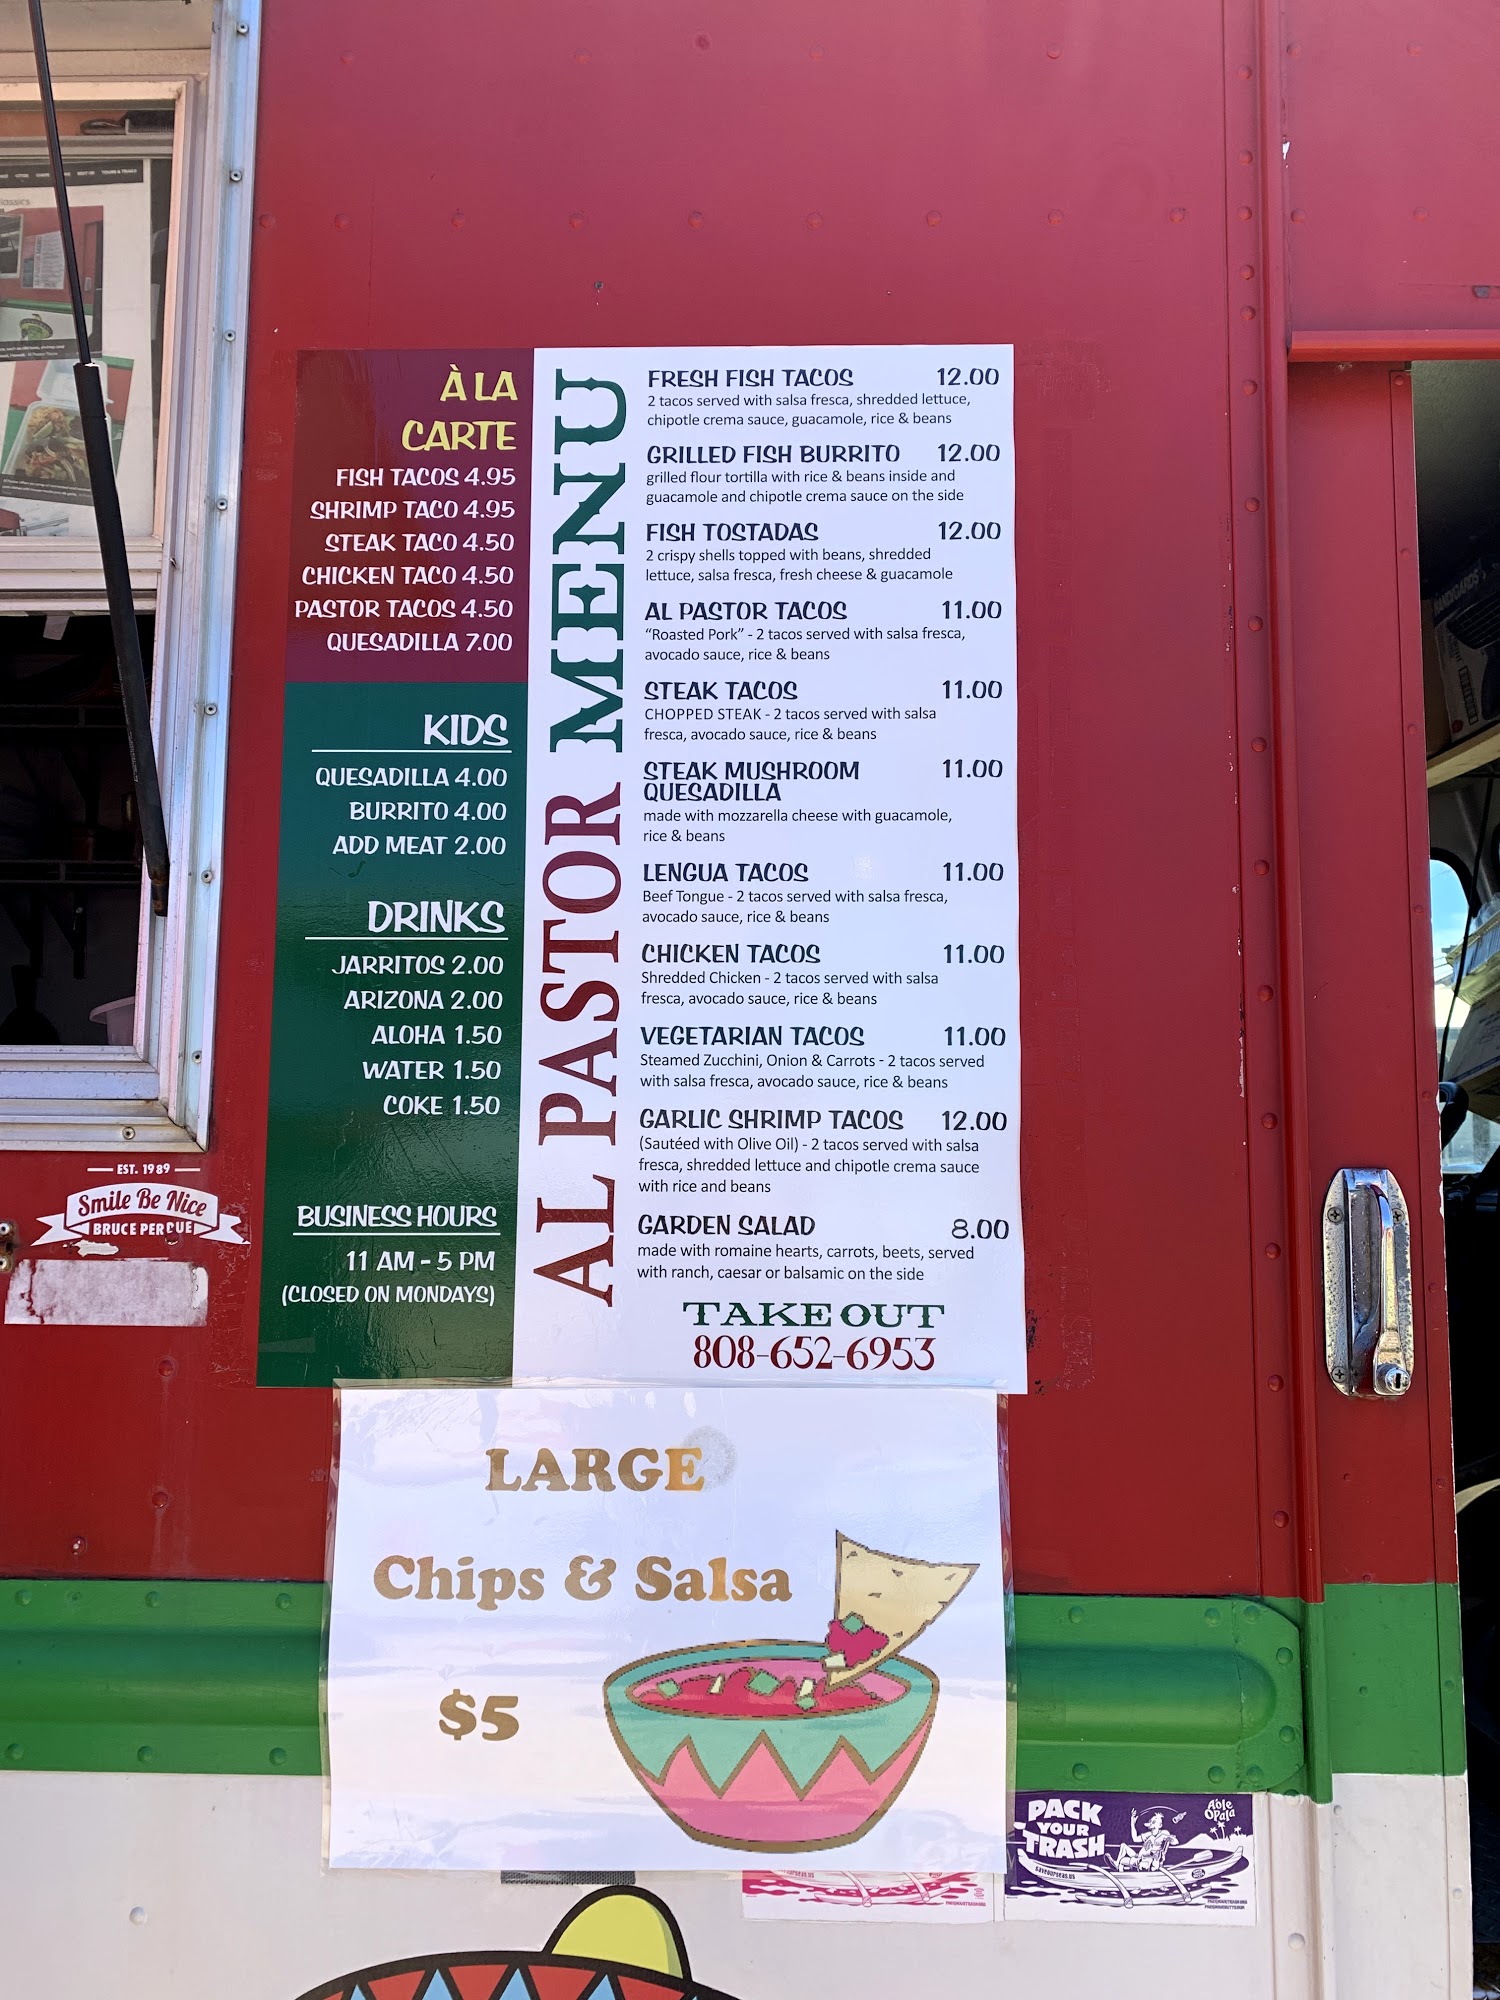 À LA
CARTE
FISH TACOS 4.95
SHRIMP TACO 4.95
STEAK TACO 4.50
CHICKEN TACO 4.50
PASTOR TACOS 4.50
QUESADILLA 7.00
KIDS
QUESADILLA 4.00
BURRITO 4.00
ADD MEAT 2.00
DRINKS
JARRITOS 2.00
ARIZONA 2.00
ALOHA 1.50
WATER 1.50
COKE 1.50
BUSINESS HOURS
11 AM - 5 PM
(CLOSED ON MONDAYS)
AL PASTOR MENU
FRESH FISH TACOS 12.00
2 tacos served with salsa fresca, shredded lettuce,
chipotle crema sauce, guacamole, rice & beans
GRILLED FISH BURRITO 12.00
grilled flour tortilla with rice & beans inside and
guacamole and chipotle crema sauce on the side
FISH TOSTADAS 12.00
2 crispy shells topped with beans, shredded
lettuce, salsa fresca, fresh cheese & guacamole
AL PASTOR TACOS 11.00
“Roasted Pork” - 2 tacos served with salsa fresca,
avocado sauce, rice & beans
STEAK TACOS 11.00
CHOPPED STEAK - 2 tacos served with salsa
fresca, avocado sauce, rice & beans
STEAK MUSHROOM 11.00
QUESADILLA
made with mozzarella cheese with guacamole,
rice & beans
LENGUA TACOS 11.00
Beef Tongue - 2 tacos served with salsa fresca,
avocado sauce, rice & beans
CHICKEN TACOS 11.00
Shredded Chicken - 2 tacos served with salsa
fresca, avocado sauce, rice & beans
VEGETARIAN TACOS 11.00
Steamed Zucchini, Onion & Carrots - 2 tacos served
with salsa fresca, avocado sauce, rice & beans
GARLIC SHRIMP TACOS 12.00
(Sautéed with Olive Oil) - 2 tacos served with salsa
fresca, shredded lettuce and chipotle crema sauce
with rice and beans
GARDEN SALAD 8.00
made with romaine hearts, carrots, beets, served
with ranch, caesar or balsamic on the side
TAKE OUT
808-652-6953
EST. 1989
Smile Be Nice
BRUCE PERDUE
LARGE
Chips & Salsa
$5
PACK
YOUR
TRASH
Aole
Opala